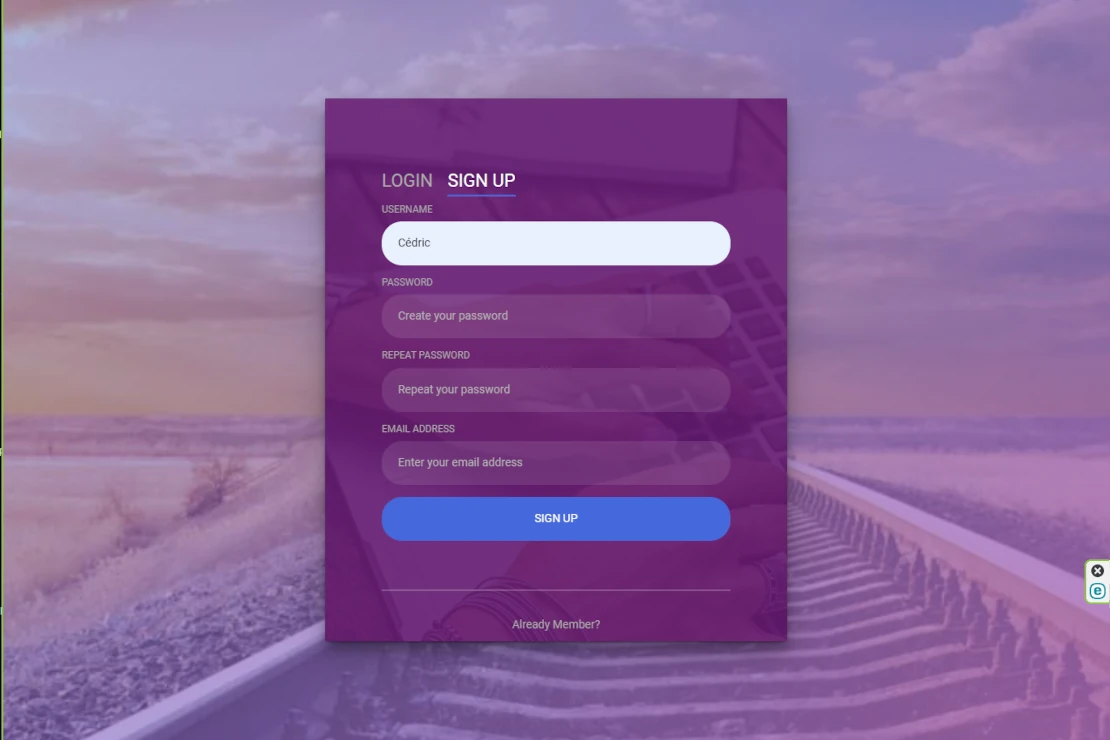 LOGIN SIGN UP
USERNAME
Cédric
PASSWORD
Create your password
REPEAT PASSWORD
Repeat your password
EMAIL ADDRESS
Enter your email address
SIGN UP
Already Member?
e